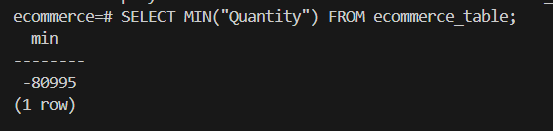 ecommerce=# SELECT MIN("Quantity") FROM ecommerce_table;
  min
--------
 -80995
(1 row)